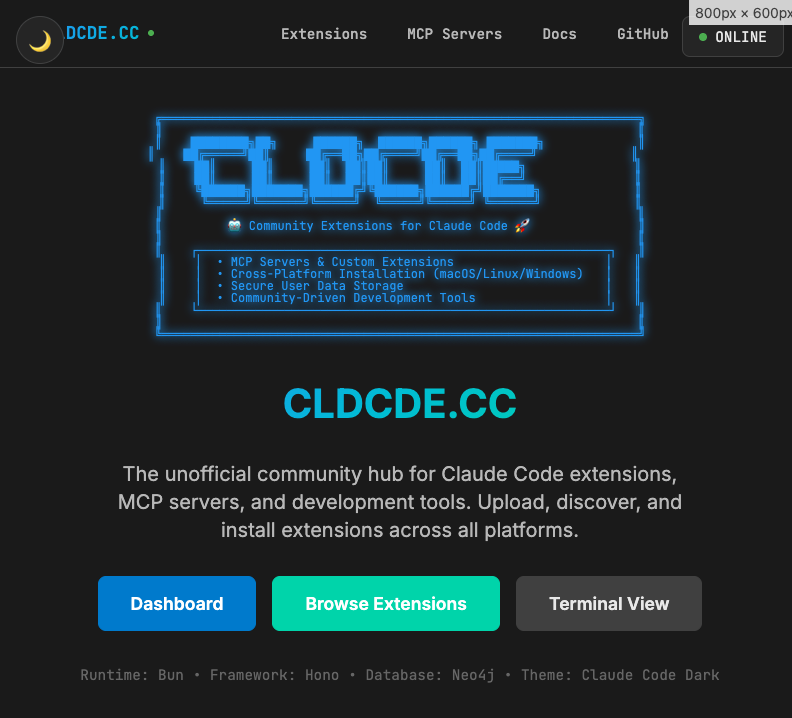 DCDE.CC
Extensions
MCP Servers
Docs
GitHub
800px × 600px
ONLINE
CLDCDE
Community Extensions for Claude Code
• MCP Servers & Custom Extensions
• Cross-Platform Installation (macOS/Linux/Windows)
• Secure User Data Storage
• Community-Driven Development Tools
CLDCDE.CC
The unofficial community hub for Claude Code extensions,
MCP servers, and development tools. Upload, discover, and
install extensions across all platforms.
Dashboard
Browse Extensions
Terminal View
Runtime: Bun • Framework: Hono • Database: Neo4j • Theme: Claude Code Dark